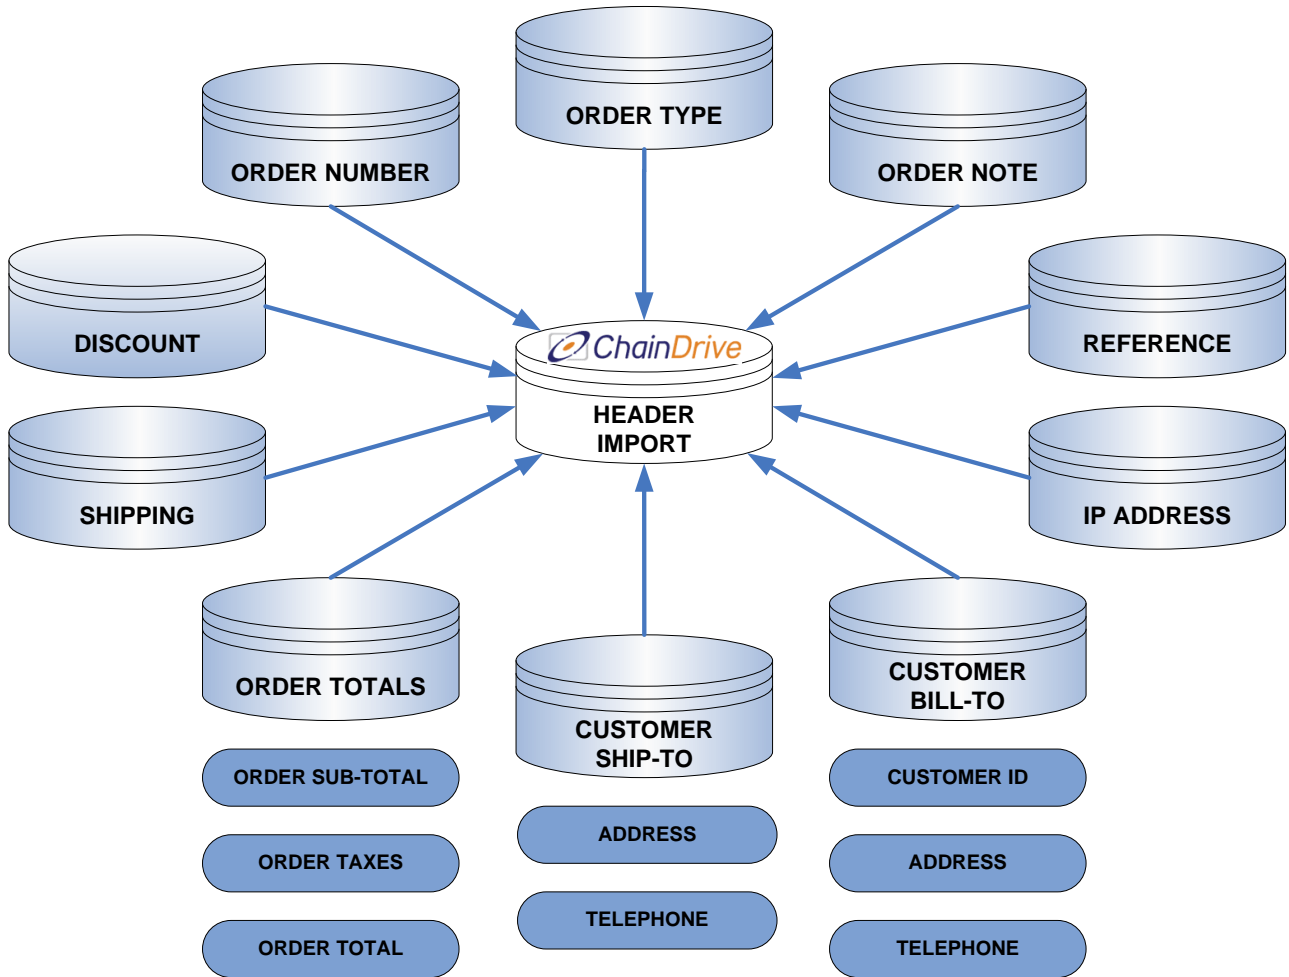 ORDER TYPE
ORDER NUMBER
ORDER NOTE
DISCOUNT
ChainDrive
REFERENCE
HEADER
IMPORT
SHIPPING
IP ADDRESS
ORDER TOTALS
CUSTOMER
SHIP-TO
CUSTOMER
BILL-TO
ORDER SUB-TOTAL
ORDER TAXES
ORDER TOTAL
ADDRESS
TELEPHONE
CUSTOMER ID
ADDRESS
TELEPHONE